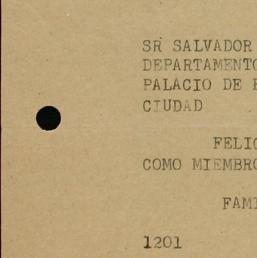 SR SALVADOR
DEPARTAMENTO
PALACIO DE
CIUDAD
FELIC
COMO MIEMBRO
FAMI
1201